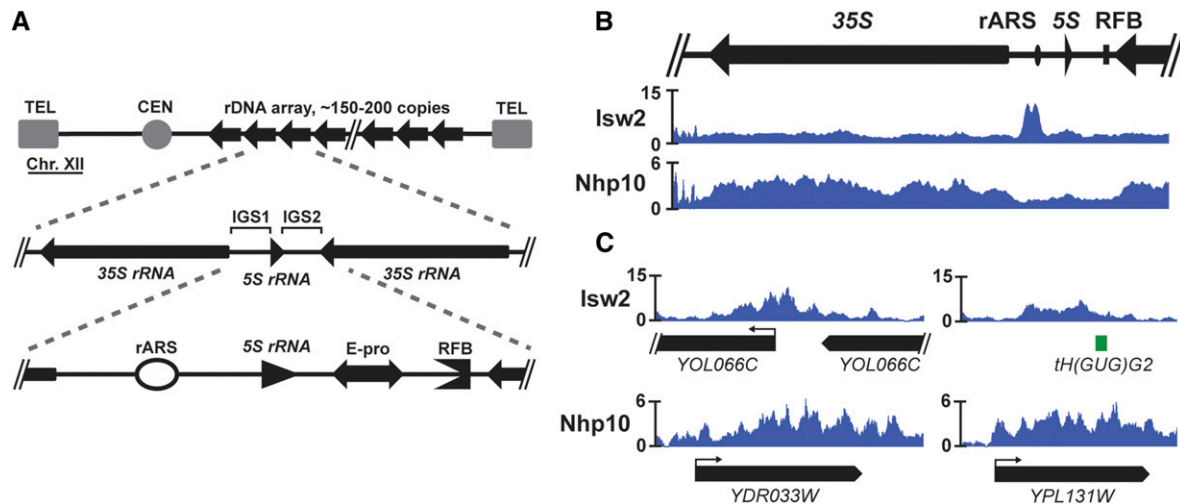 A
TEL
CEN
rDNA array, ~150-200 copies
TEL
Chr. XII
IGS1
IGS2
35S rRNA
5S rRNA
35S rRNA
rARS
5S rRNA
E-pro
RFB
B
35S
rARS
5S
RFB
15
Isw2
0
6
Nhp10
0
C
15
Isw2
0
YOL066C
YOL066C
15
0
tH(GUG)G2
6
Nhp10
0
YDR033W
6
0
YPL131W